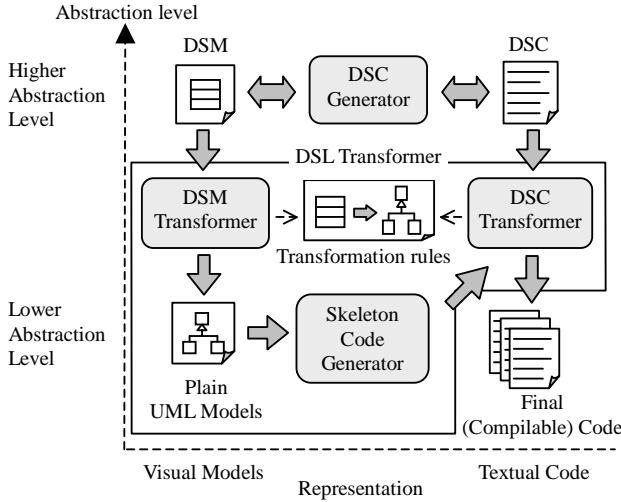 Abstraction level
DSM
DSC
Higher
Abstraction
Level
DSC
Generator
DSL Transformer
DSM
Transformer
DSC
Transformer
Transformation rules
Lower
Abstraction
Level
Skeleton
Code
Generator
Plain
UML Models
Final
(Compilable) Code
Visual Models
Representation
Textual Code